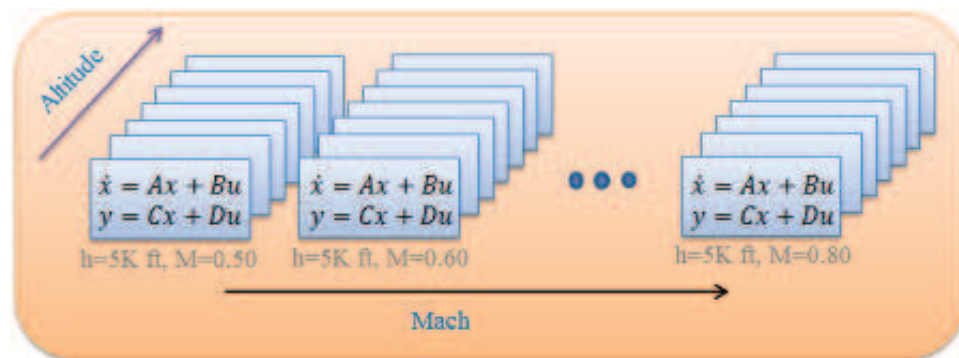 Altitude
ẋ = Ax + Bu
y = Cx + Du
h=5K ft, M=0.50
ẋ = Ax + Bu
y = Cx + Du
h=5K ft, M=0.60
ẋ = Ax + Bu
y = Cx + Du
h=5K ft, M=0.80
Mach